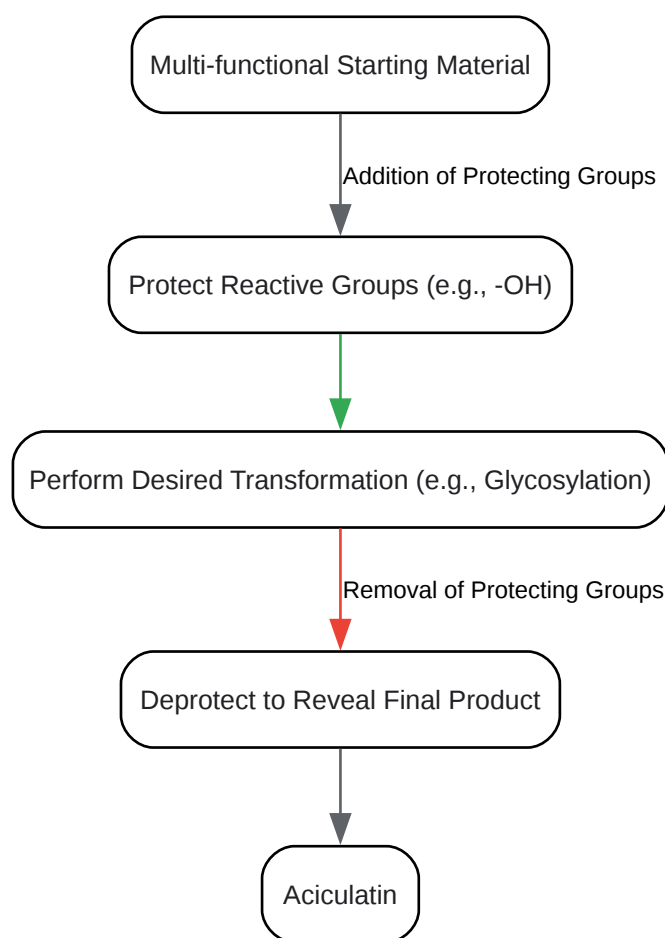 Multi-functional Starting Material
Addition of Protecting Groups
Protect Reactive Groups (e.g., -OH)
Perform Desired Transformation (e.g., Glycosylation)
Removal of Protecting Groups
Deprotect to Reveal Final Product
Aciculatin